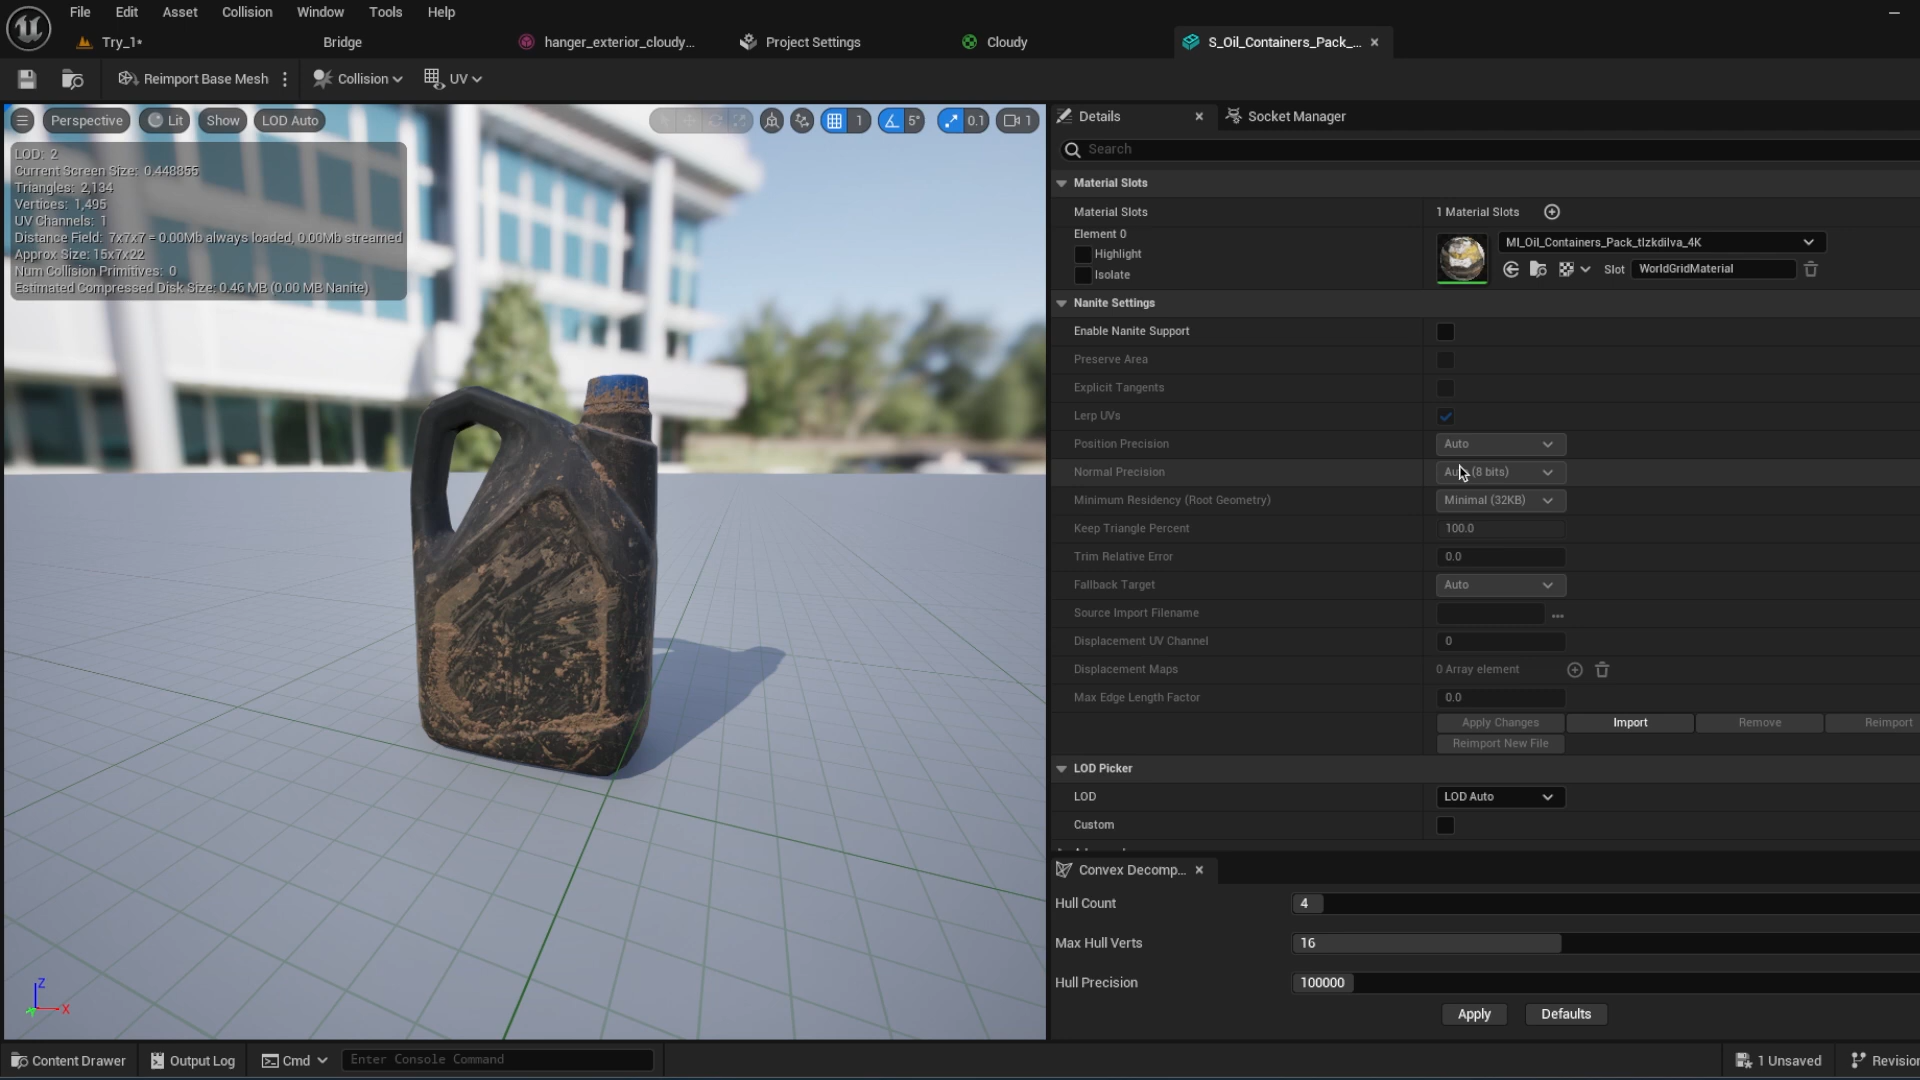 File Edit Asset Collision Window Tools Help
Try_1* Bridge hanger_exterior_cloudy... Project Settings Cloudy S_Oil_Containers_Pack_...
Reimport Base Mesh Collision UV
Perspective Lit Show LOD Auto 1 5° 0.1 1
LOD: 2
Current Screen Size: 0.448855
Triangles: 2,134
Vertices: 1,495
UV Channels: 1
Distance Field: 7x7x7 = 0.00Mb always loaded, 0.00Mb streamed
Approx Size: 15x7x22
Num Collision Primitives: 0
Estimated Compressed Disk Size: 0.46 MB (0.00 MB Nanite)
Z
X
Details Socket Manager
Search
Material Slots
Material Slots 1 Material Slots
Element 0
Highlight
Isolate
MI_Oil_Containers_Pack_tlzkdilva_4K
Slot WorldGridMaterial
Nanite Settings
Enable Nanite Support
Preserve Area
Explicit Tangents
Lerp UVs
Position Precision Auto
Normal Precision (8 bits)
Minimum Residency (Root Geometry) Minimal (32KB)
Keep Triangle Percent 100.0
Trim Relative Error 0.0
Fallback Target Auto
Source Import Filename ...
Displacement UV Channel 0
Displacement Maps 0 Array element
Max Edge Length Factor 0.0
Apply Changes Import Remove Reimport
Reimport New File
LOD Picker
LOD LOD Auto
Custom
Convex Decomp...
Hull Count 4
Max Hull Verts 16
Hull Precision 100000
Apply Defaults
Content Drawer Output Log Cmd Enter Console Command 1 Unsaved Revision